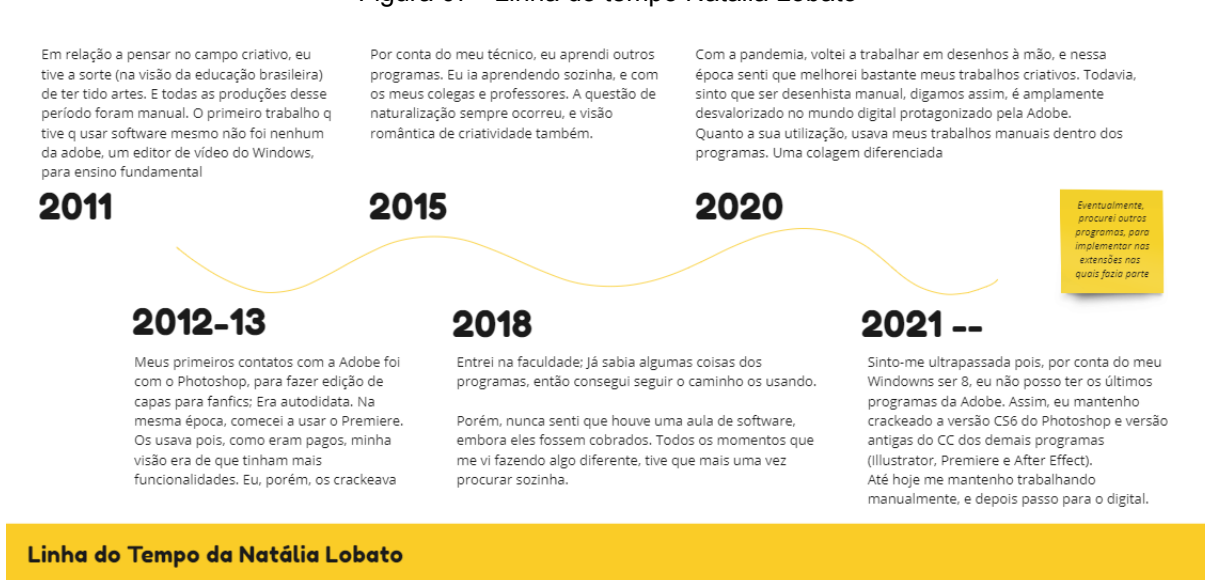 Em relação a pensar no campo criativo, eu
tive a sorte (na visão da educação brasileira)
de ter tido artes. E todas as produções desse
período foram manual. O primeiro trabalho q
tive q usar software mesmo não foi nenhum
da adobe, um editor de vídeo do Windows,
para ensino fundamental
2011
Por conta do meu técnico, eu aprendi outros
programas. Eu ia aprendendo sozinha, e com
os meus colegas e professores. A questão de
naturalização sempre ocorreu, e visão
romântica de criatividade também.
2015
Com a pandemia, voltei a trabalhar em desenhos à mão, e nessa
época senti que melhorei bastante meus trabalhos criativos. Todavia,
sinto que ser desenhista manual, digamos assim, é amplamente
desvalorizado no mundo digital protagonizado pela Adobe.
Quanto a sua utilização, usava meus trabalhos manuais dentro dos
programas. Uma colagem diferenciada
2020
Eventualmente,
procurei outros
programas, para
implementar nas
extensões nas
quais fazia parte
2012-13
Meus primeiros contatos com a Adobe foi
com o Photoshop, para fazer edição de
capas para fanfics; Era autodidata. Na
mesma época, comecei a usar o Premiere.
Os usava pois, como eram pagos, minha
visão era de que tinham mais
funcionalidades. Eu, porém, os crackeava
2018
Entrei na faculdade; Já sabia algumas coisas dos
programas, então consegui seguir o caminho os usando.
Porém, nunca senti que houve uma aula de software,
embora eles fossem cobrados. Todos os momentos que
me vi fazendo algo diferente, tive que mais uma vez
procurar sozinha.
2021 --
Sinto-me ultrapassada pois, por conta do meu
Windowns ser 8, eu não posso ter os últimos
programas da Adobe. Assim, eu mantenho
crackeado a versão CS6 do Photoshop e versão
antigas do CC dos demais programas
(Illustrator, Premiere e After Effect).
Até hoje me mantenho trabalhando
manualmente, e depois passo para o digital.
Linha do Tempo da Natália Lobato